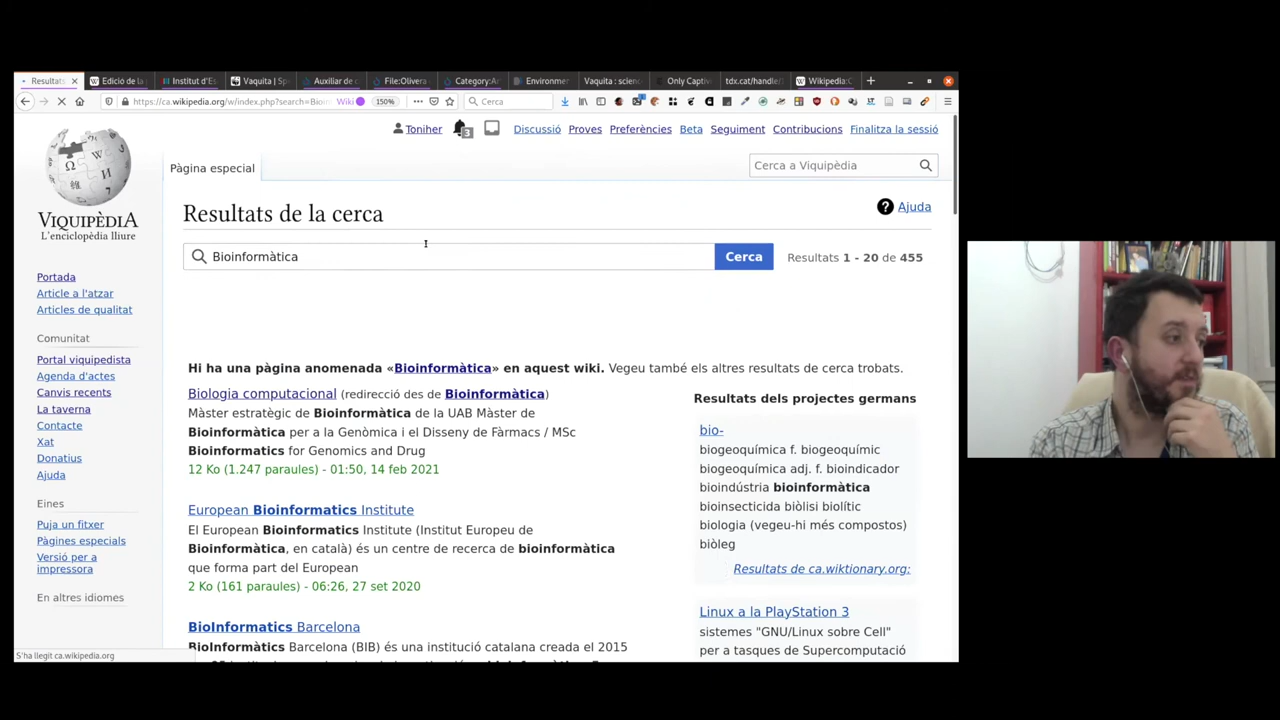 Resultats
Edició de la
Institut d'Es
Vaquita | Sp
Auxiliar de
File:Olivera
Category:Ar
Environmen
Vaquita : scienc
Only Captiv
tdx.cat/handle/
Wikipedia:C
https://ca.wikipedia.org/w/index.php?search=Bioin
Wiki
150%
Cerca
Toniher
3
Discussió
Proves
Preferències
Beta
Seguiment
Contribucions
Finalitza la sessió
Pàgina especial
Cerca a Viquipèdia
VIQUIPÈDIA
L'enciclopèdia lliure
Portada
Article a l'atzar
Articles de qualitat
Comunitat
Portal viquipedista
Agenda d'actes
Canvis recents
La taverna
Contacte
Xat
Donatius
Ajuda
Eines
Puja un fitxer
Pàgines especials
Versió per a
impressora
En altres idiomes
Resultats de la cerca
Ajuda
Bioinformàtica
Cerca
Resultats 1 - 20 de 455
Hi ha una pàgina anomenada «Bioinformàtica» en aquest wiki. Vegeu també els altres resultats de cerca trobats.
Biologia computacional (redirecció des de Bioinformàtica)
Màster estratègic de Bioinformàtica de la UAB Màster de
Bioinformàtica per a la Genòmica i el Disseny de Fàrmacs / MSc
Bioinformatics for Genomics and Drug
12 Ko (1.247 paraules) - 01:50, 14 feb 2021
European Bioinformatics Institute
El European Bioinformatics Institute (Institut Europeu de
Bioinformàtica, en català) és un centre de recerca de bioinformàtica
que forma part del European
2 Ko (161 paraules) - 06:26, 27 set 2020
BioInformatics Barcelona
BioInformatics Barcelona (BIB) és una institució catalana creada el 2015
Resultats dels projectes germans
bio-
biogeoquímica f. biogeoquímic
biogeoquímica adj. f. bioindicador
bioindústria bioinformàtica
bioinsecticida biòlisi biolític
biologia (vegeu-hi més compostos)
biòleg
Resultats de ca.wiktionary.org:
Linux a la PlayStation 3
sistemes "GNU/Linux sobre Cell"
per a tasques de Supercomputació
S'ha llegit ca.wikipedia.org